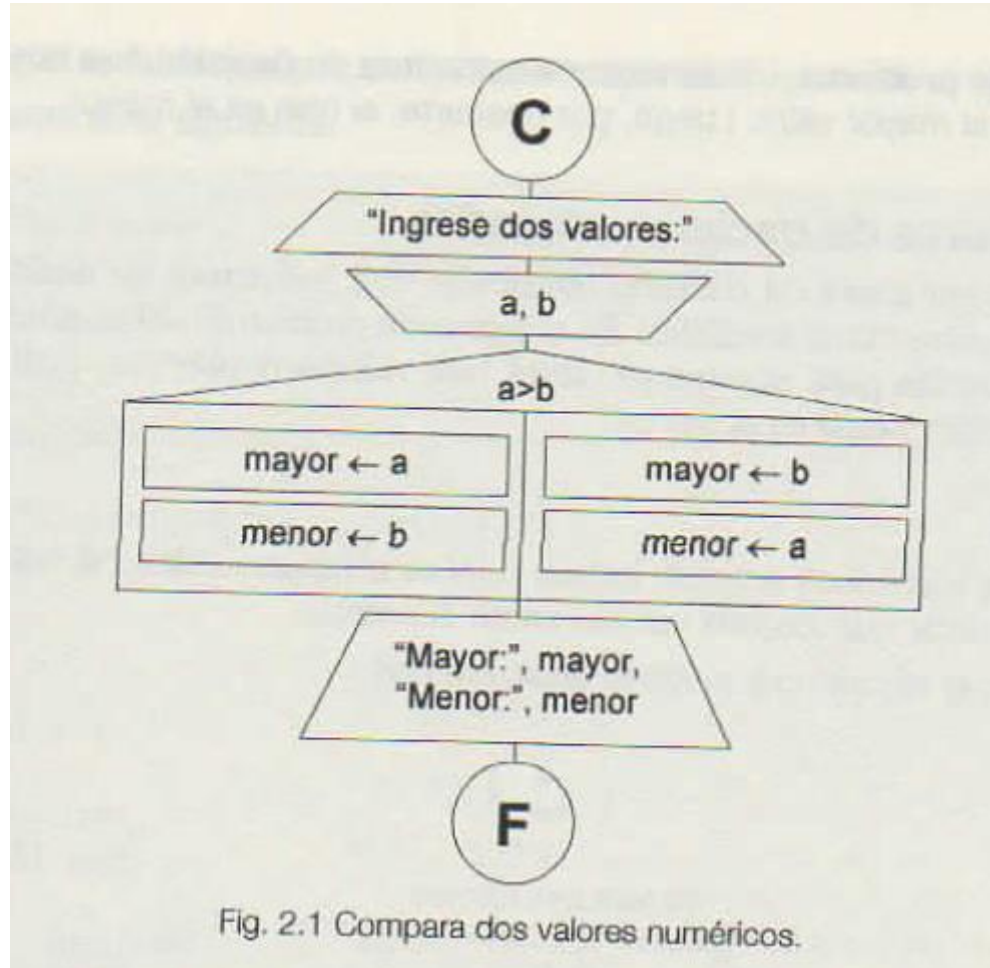 C
“Ingrese dos valores:”
a, b
a>b
mayor ← a
mayor ← b
menor ← b
menor ← a
“Mayor:”, mayor,
“Menor:”, menor
F
Fig. 2.1 Compara dos valores numéricos.